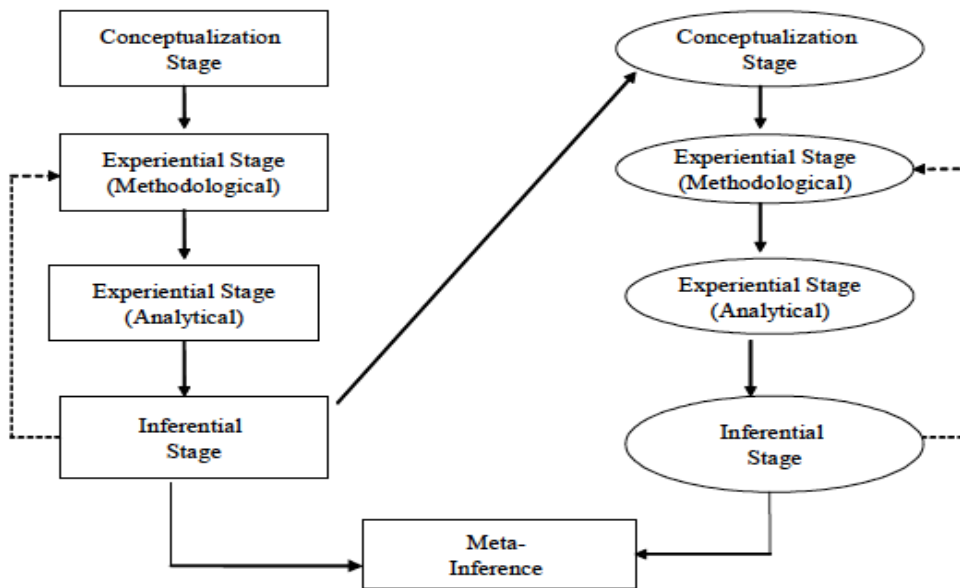 Conceptualization
Stage
Experiential Stage
(Methodological)
Experiential Stage
(Analytical)
Inferential
Stage
Conceptualization
Stage
Experiential Stage
(Methodological)
Experiential Stage
(Analytical)
Inferential
Stage
Meta-
Inference